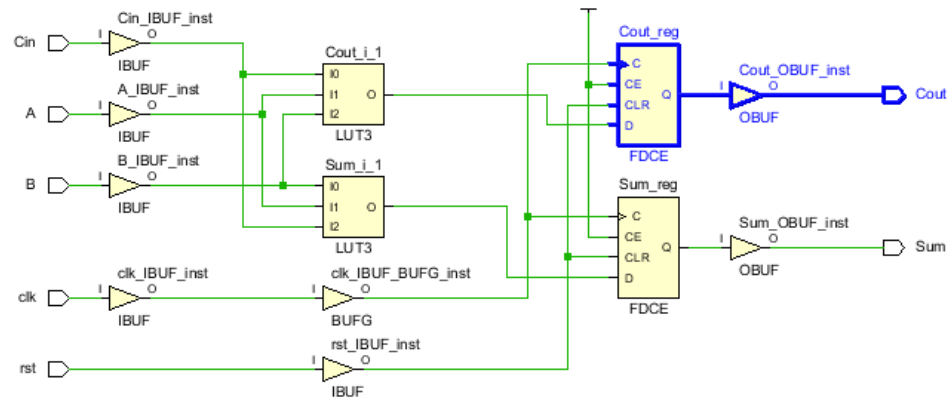 Cin
I
Cin_IBUF_inst
O
IBUF
A
I
A_IBUF_inst
O
IBUF
B
I
B_IBUF_inst
O
IBUF
clk
I
clk_IBUF_inst
O
IBUF
rst
Cout_i_1
I0
I1
I2
O
LUT3
Sum_i_1
I0
I1
I2
O
LUT3
clk_IBUF_BUFG_inst
I
O
BUFG
rst_IBUF_inst
I
O
IBUF
Cout_reg
C
CE
CLR
D
Q
FDCE
Sum_reg
C
CE
CLR
D
Q
FDCE
Cout_OBUF_inst
I
O
OBUF
Cout
Sum_OBUF_inst
I
O
OBUF
Sum